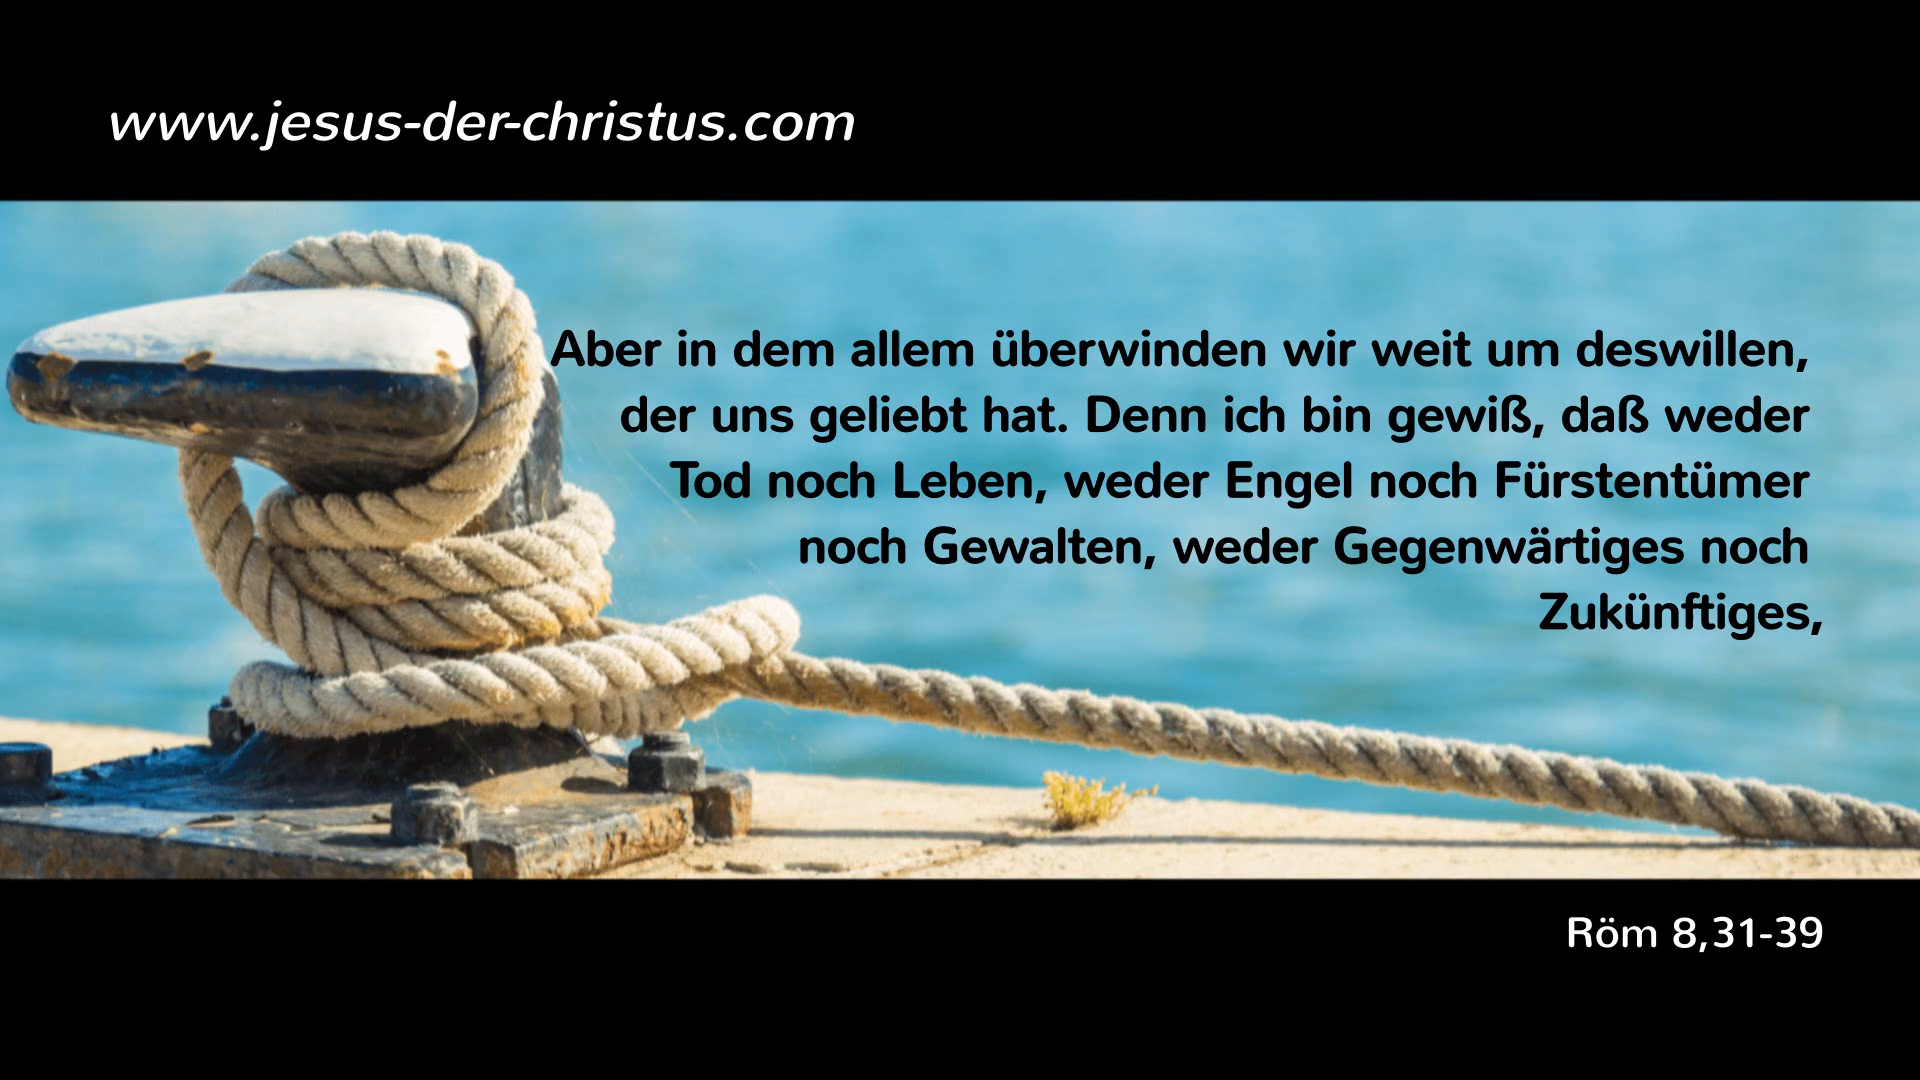 www.jesus-der-christus.com
Aber in dem allem überwinden wir weit um deswillen,
der uns geliebt hat. Denn ich bin gewiß, daß weder
Tod noch Leben, weder Engel noch Fürstentümer
noch Gewalten, weder Gegenwärtiges noch
Zukünftiges,
Röm 8,31-39